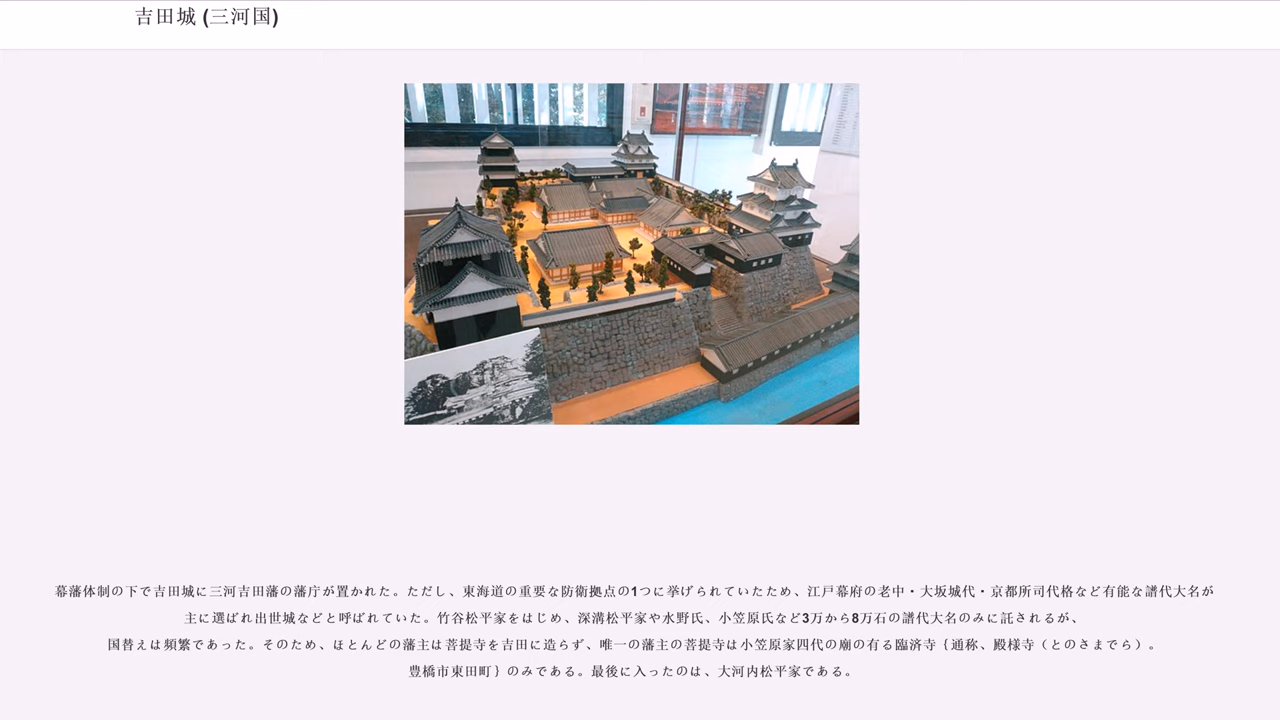 吉田城 (三河国)
幕藩体制の下で吉田城に三河吉田藩の藩庁が置かれた。ただし、東海道の重要な防衛拠点の1つに挙げられていたため、江戸幕府の老中・大坂城代・京都所司代格など有能な譜代大名が
主に選ばれ出世城などと呼ばれていた。竹谷松平家をはじめ、深溝松平家や水野氏、小笠原氏など3万から8万石の譜代大名のみに託されるが、
国替えは頻繁であった。そのため、ほとんどの藩主は菩提寺を吉田に造らず、唯一の藩主の菩提寺は小笠原家四代の廟の有る臨済寺｛通称、殿様寺（とのさまでら）。
豊橋市東田町｝のみである。最後に入ったのは、大河内松平家である。